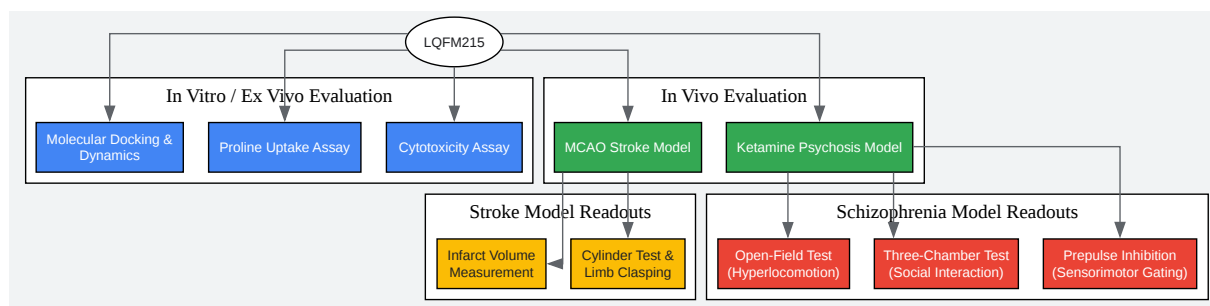 LQFM215
In Vitro / Ex Vivo Evaluation
In Vivo Evaluation
Molecular Docking &
Dynamics
Proline Uptake Assay
Cytotoxicity Assay
MCAO Stroke Model
Ketamine Psychosis Model
Stroke Model Readouts
Schizophrenia Model Readouts
Infarct Volume
Measurement
Cylinder Test &
Limb Clasping
Open-Field Test
(Hyperlocomotion)
Three-Chamber Test
(Social Interaction)
Prepulse Inhibition
(Sensorimotor Gating)